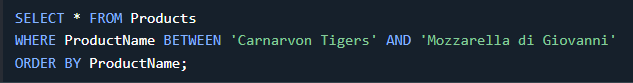 SELECT * FROM Products
WHERE ProductName BETWEEN 'Carnarvon Tigers' AND 'Mozzarella di Giovanni'
ORDER BY ProductName;